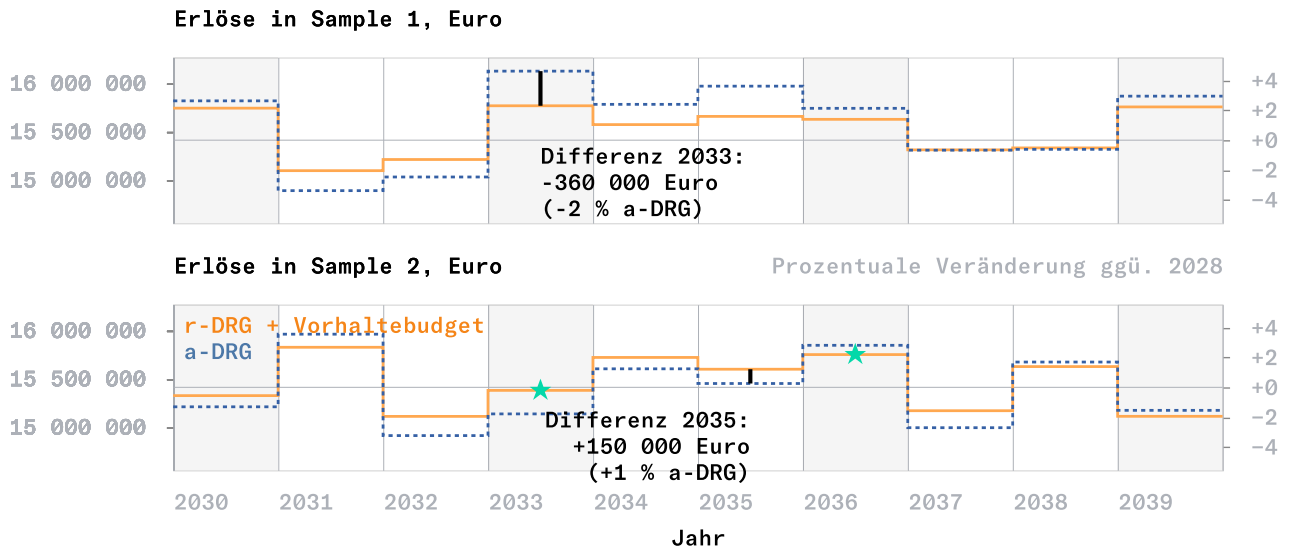 Erlöse in Sample 1, Euro
16 000 000
15 500 000
15 000 000
+4
+2
+0
−2
−4
Differenz 2033:
-360 000 Euro
(-2 % a-DRG)
Erlöse in Sample 2, Euro
Prozentuale Veränderung ggü. 2028
16 000 000
15 500 000
15 000 000
+4
+2
+0
−2
−4
r-DRG + Vorhaltebudget
a-DRG
Differenz 2035:
+150 000 Euro
(+1 % a-DRG)
2030 2031 2032 2033 2034 2035 2036 2037 2038 2039
Jahr